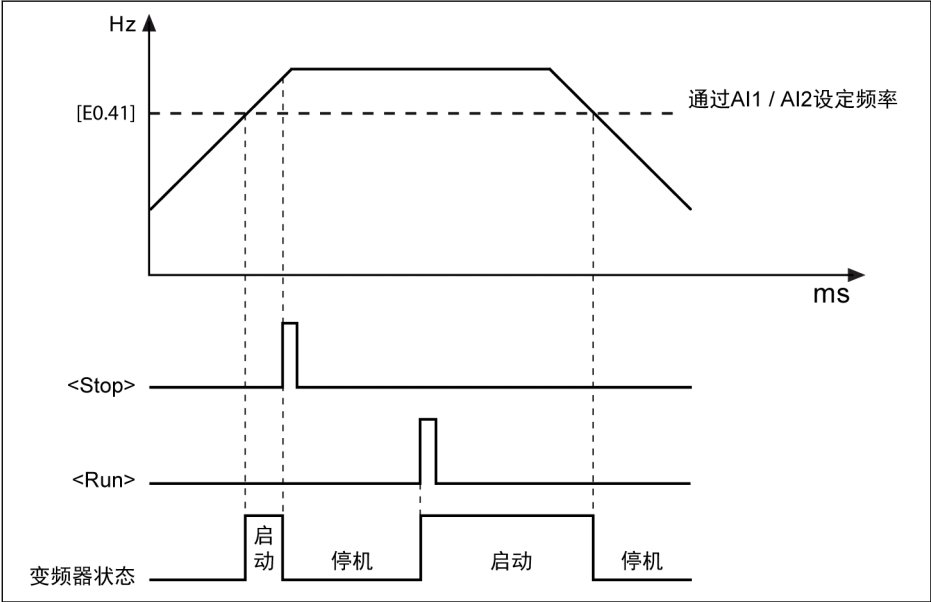 Hz
[E0.41]
通过AI1 / AI2设定频率
ms
<Stop>
<Run>
变频器状态
启动
停机
启动
停机